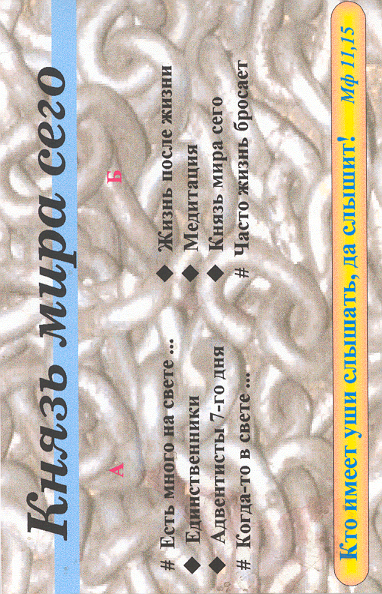 Князь мира сего
А
# Есть много на свете ...
◆ Единственники
◆ Адвентисты 7-го дня
# Когда-то в свете ...
Б
◆ Жизнь после жизни
◆ Медитация
◆ Князь мира сего
# Часто жизнь бросает
Кто имеет уши слышать, да слышит! Мф 11,15